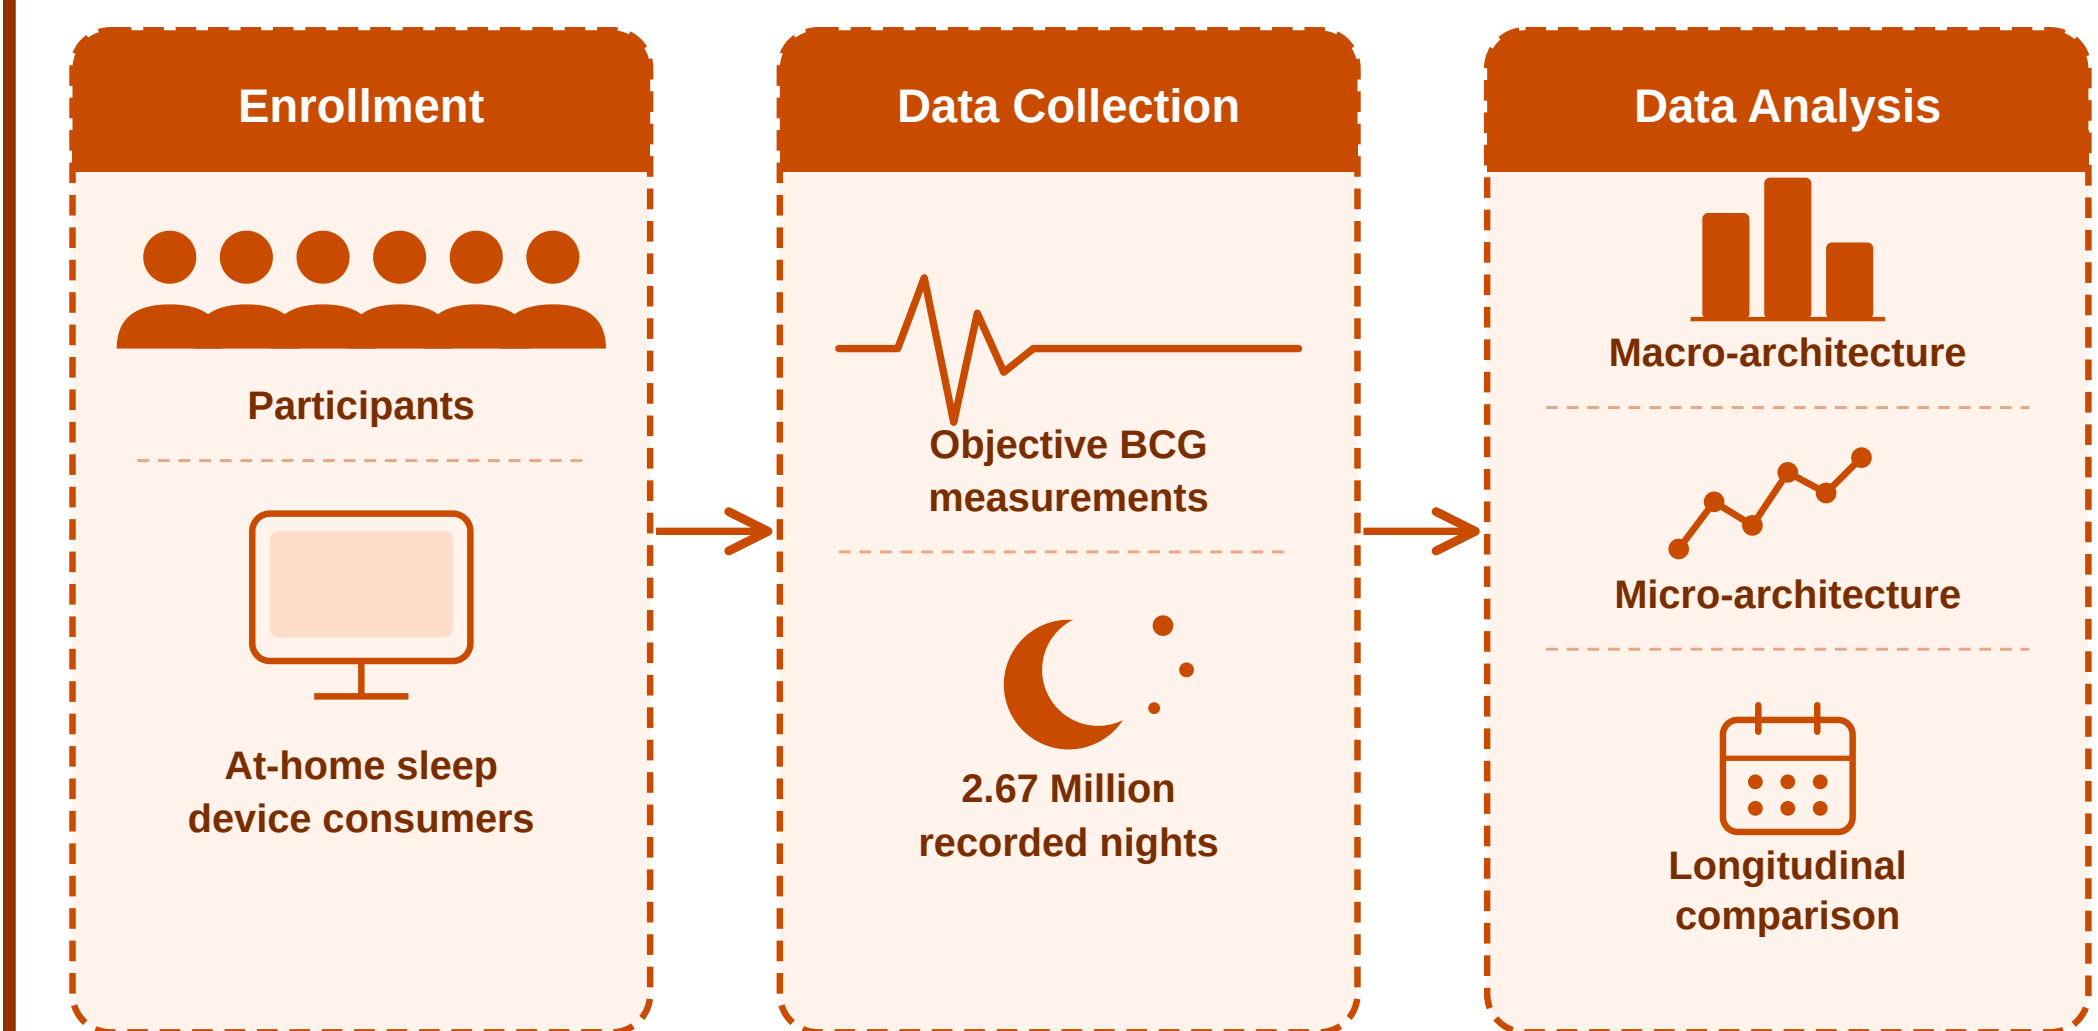 Enrollment
Participants
At-home sleep
device consumers
Data Collection
Objective BCG
measurements
2.67 Million
recorded nights
Data Analysis
Macro-architecture
Micro-architecture
Longitudinal
comparison